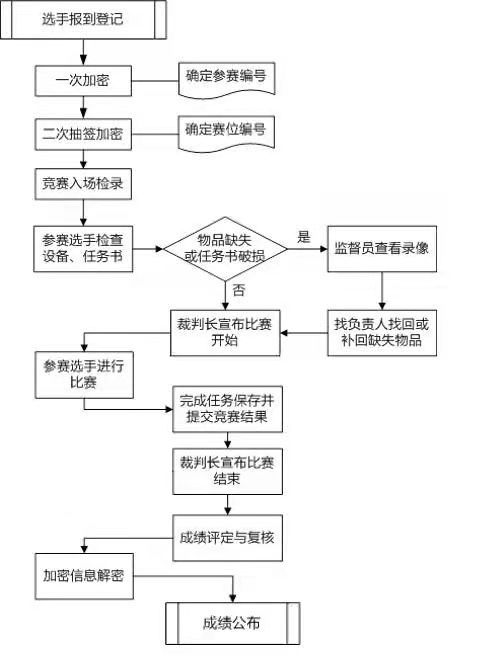 选手报到登记
一次加密
确定参赛编号
二次抽签加密
确定赛位编号
竞赛入场检录
参赛选手检查
设备、任务书
物品缺失
或任务书破损
是
监督员查看录像
否
裁判长宣布比赛
开始
找负责人找回或
补回缺失物品
参赛选手进行
比赛
完成任务保存并
提交竞赛结果
裁判长宣布比赛
结束
成绩评定与复核
加密信息解密
成绩公布